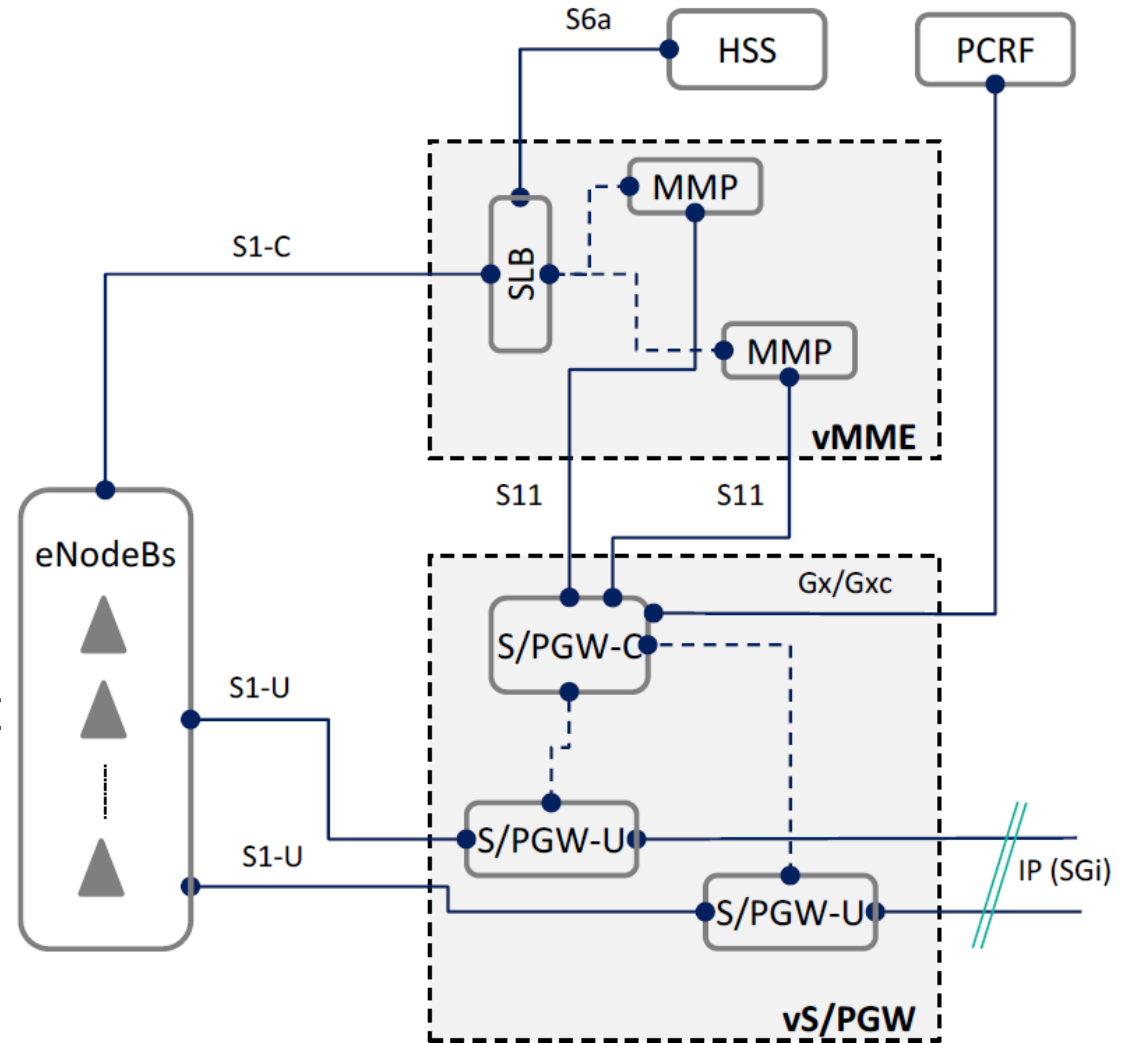 S6a
HSS
PCRF
MMP
S1-C
SLB
MMP
vMME
S11
S11
eNodeBs
Gx/Gxc
S/PGW-C
S1-U
S/PGW-U
S1-U
IP (SGi)
S/PGW-U
vS/PGW